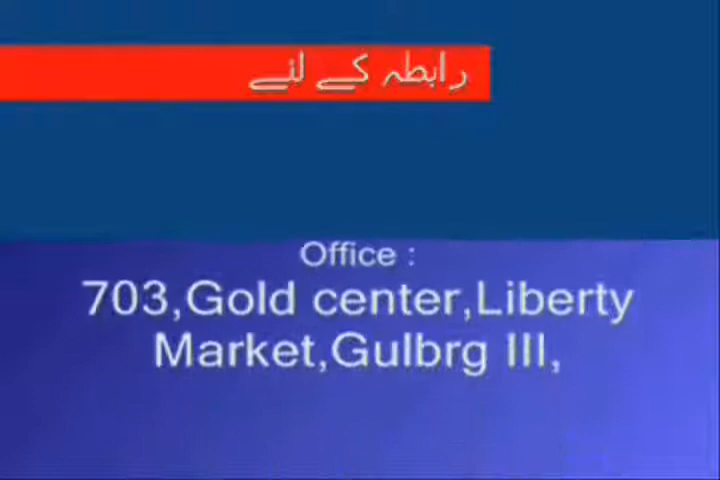 رابطہ کے لئے
Office :
703,Gold center,Liberty
Market,Gulbrg III,